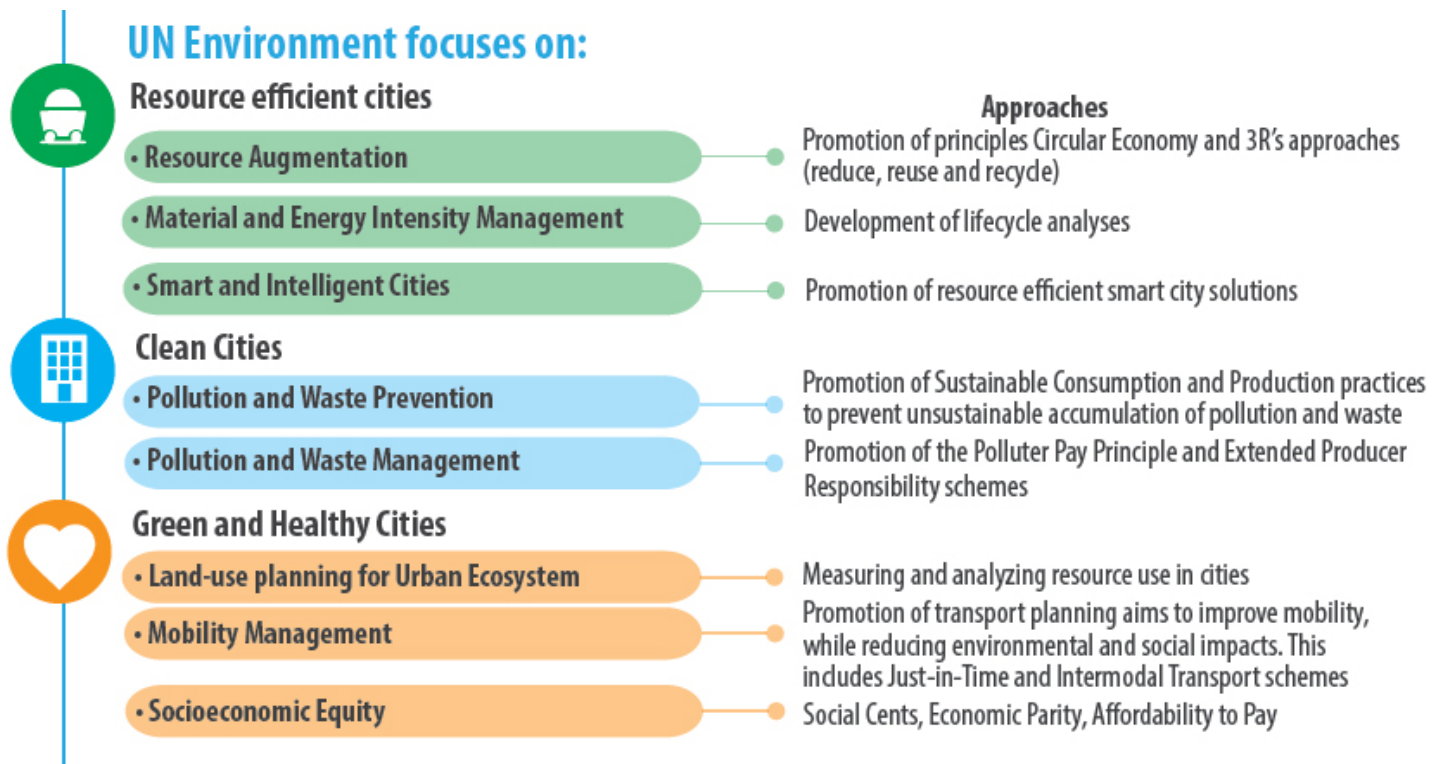 UN Environment focuses on:
Resource efficient cities
Approaches
• Resource Augmentation
Promotion of principles Circular Economy and 3R's approaches
(reduce, reuse and recycle)
• Material and Energy Intensity Management
Development of lifecycle analyses
• Smart and Intelligent Cities
Promotion of resource efficient smart city solutions
Clean Cities
• Pollution and Waste Prevention
Promotion of Sustainable Consumption and Production practices
to prevent unsustainable accumulation of pollution and waste
• Pollution and Waste Management
Promotion of the Polluter Pay Principle and Extended Producer
Responsibility schemes
Green and Healthy Cities
• Land-use planning for Urban Ecosystem
Measuring and analyzing resource use in cities
• Mobility Management
Promotion of transport planning aims to improve mobility,
while reducing environmental and social impacts. This
includes Just-in-Time and Intermodal Transport schemes
• Socioeconomic Equity
Social Cents, Economic Parity, Affordability to Pay